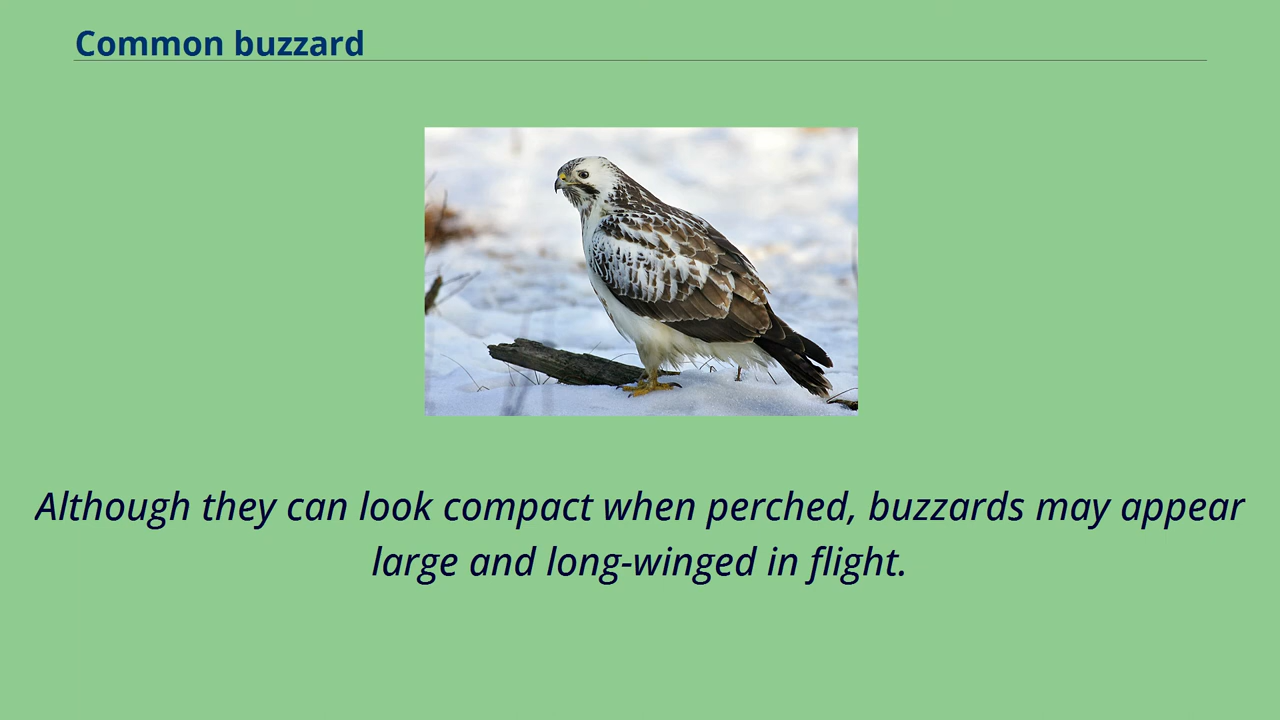 Common buzzard
Although they can look compact when perched, buzzards may appear
large and long-winged in flight.